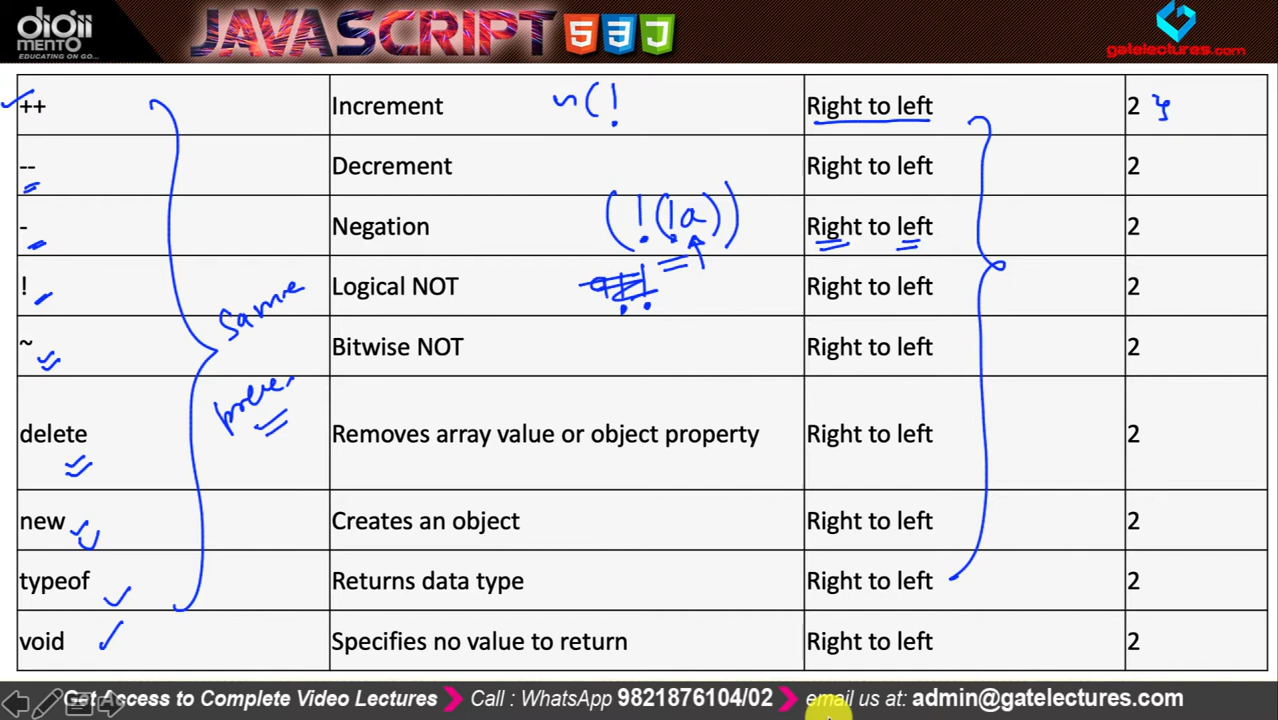 didii
MENTO
EDUCATING ON GO...
JAVASCRIPT
5 3 J
gatelectures.com
++ Increment Right to left 2
-- Decrement Right to left 2
(!(!a))
- Negation Right to left 2
! Logical NOT Right to left 2
Same
~ Bitwise NOT Right to left 2
delete Removes array value or object property Right to left 2
new Creates an object Right to left 2
typeof Returns data type Right to left 2
void Specifies no value to return Right to left 2
Get Access to Complete Video Lectures Call : WhatsApp 9821876104/02 email us at: admin@gatelectures.com